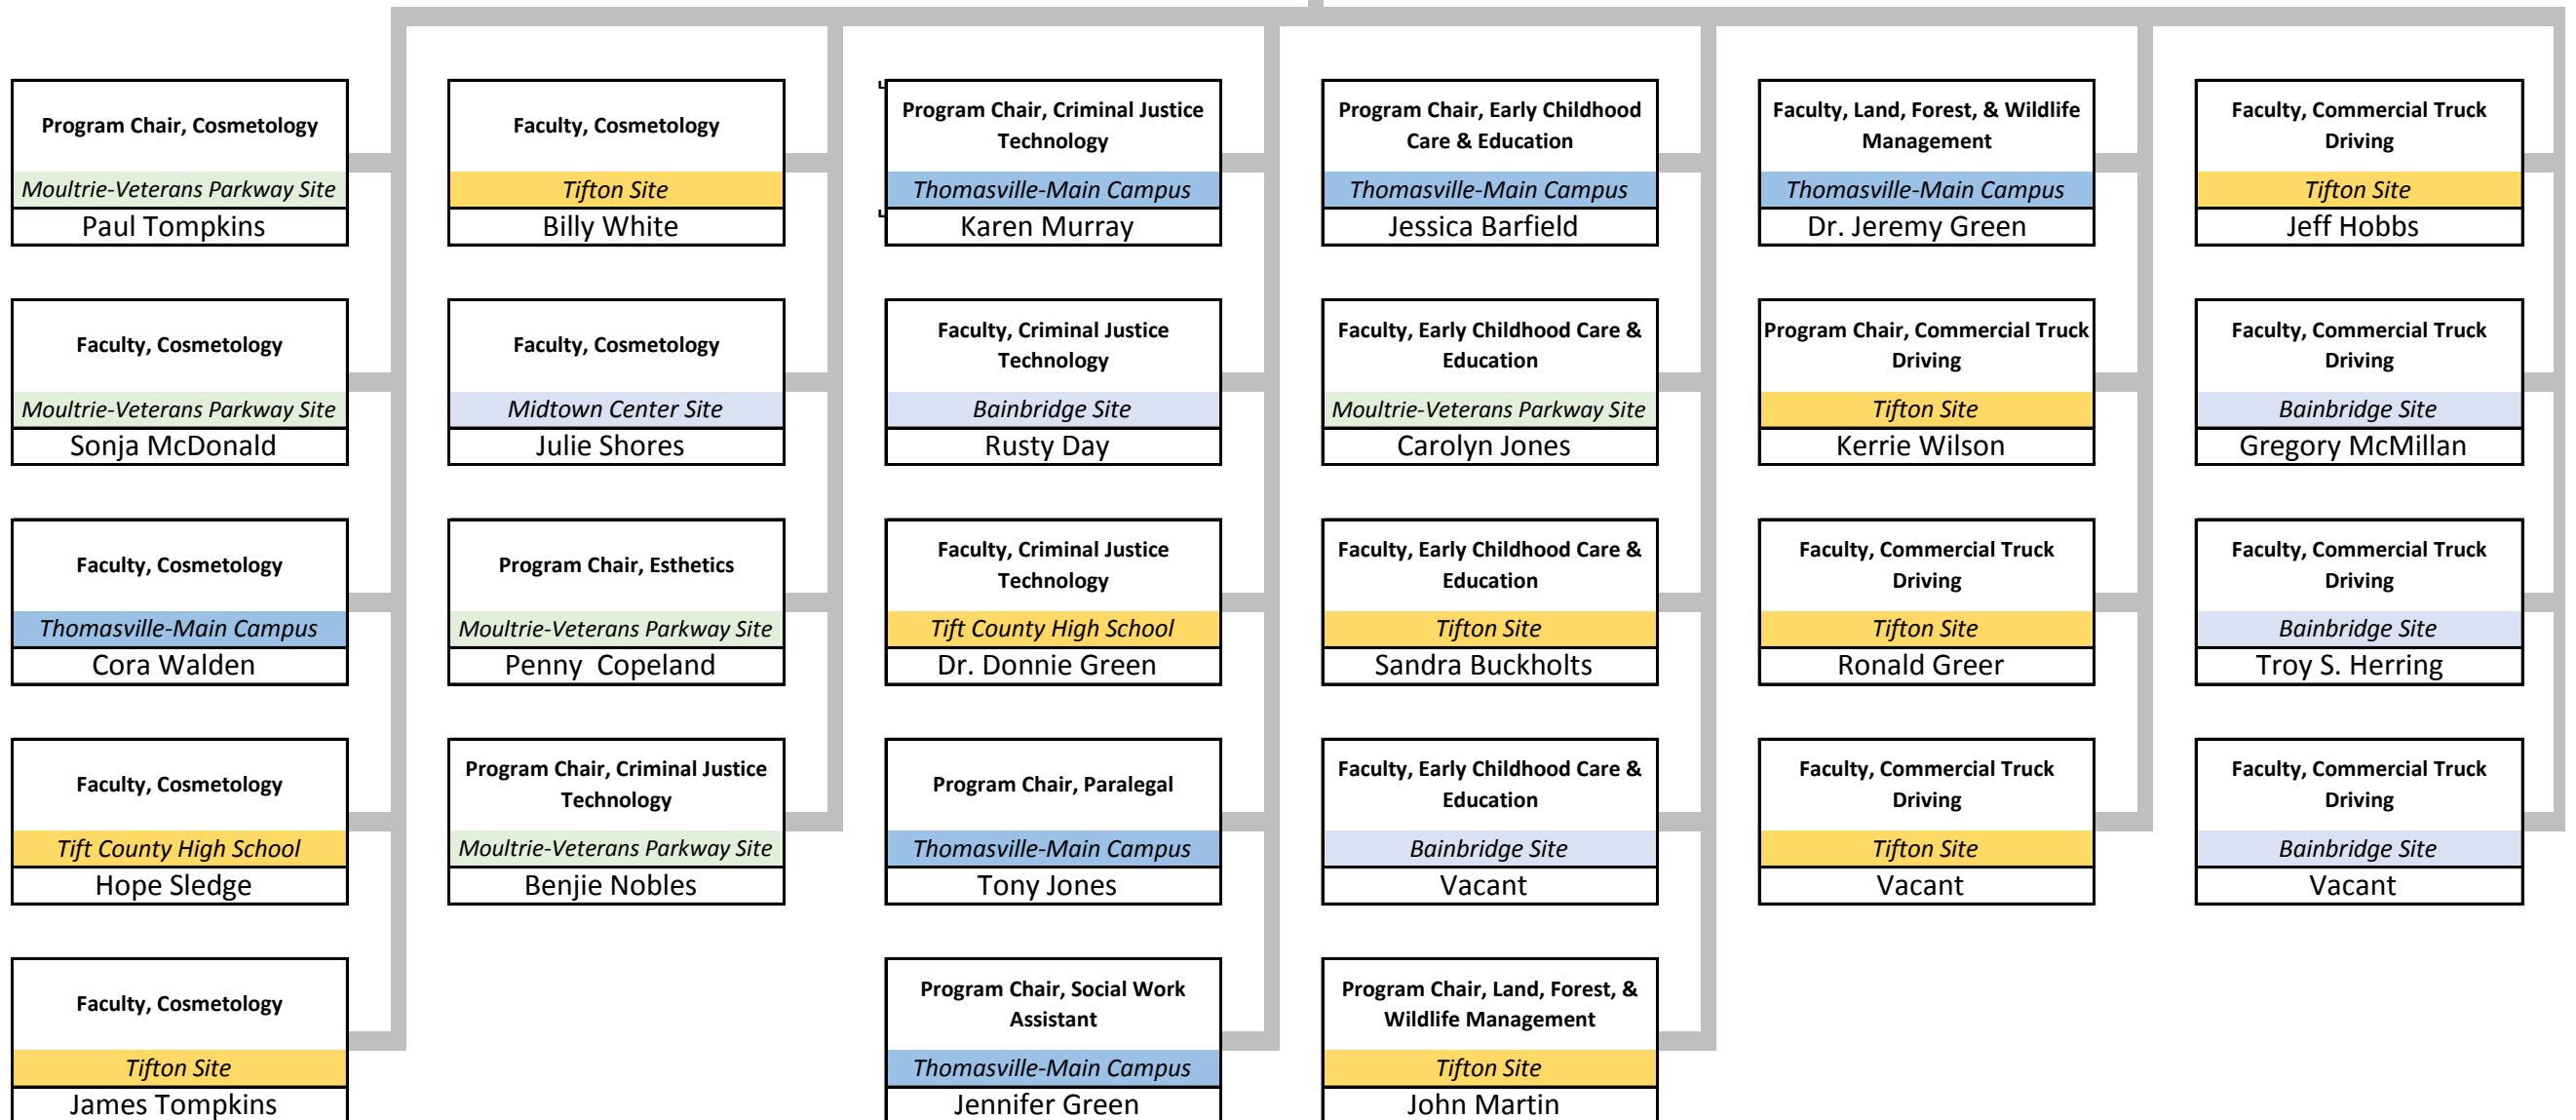 Program Chair, Cosmetology
Moultrie-Veterans Parkway Site
Paul Tompkins
Faculty, Cosmetology
Moultrie-Veterans Parkway Site
Sonja McDonald
Faculty, Cosmetology
Thomasville-Main Campus
Cora Walden
Faculty, Cosmetology
Tift County High School
Hope Sledge
Faculty, Cosmetology
Tifton Site
James Tompkins
Faculty, Cosmetology
Tifton Site
Billy White
Faculty, Cosmetology
Midtown Center Site
Julie Shores
Program Chair, Esthetics
Moultrie-Veterans Parkway Site
Penny Copeland
Program Chair, Criminal Justice
Technology
Moultrie-Veterans Parkway Site
Benjie Nobles
Program Chair, Criminal Justice
Technology
Thomasville-Main Campus
Karen Murray
Faculty, Criminal Justice
Technology
Bainbridge Site
Rusty Day
Faculty, Criminal Justice
Technology
Tift County High School
Dr. Donnie Green
Program Chair, Paralegal
Thomasville-Main Campus
Tony Jones
Program Chair, Social Work
Assistant
Thomasville-Main Campus
Jennifer Green
Program Chair, Early Childhood
Care & Education
Thomasville-Main Campus
Jessica Barfield
Faculty, Early Childhood Care &
Education
Moultrie-Veterans Parkway Site
Carolyn Jones
Faculty, Early Childhood Care &
Education
Tifton Site
Sandra Buckholts
Faculty, Early Childhood Care &
Education
Bainbridge Site
Vacant
Program Chair, Land, Forest, &
Wildlife Management
Tifton Site
John Martin
Faculty, Land, Forest, & Wildlife
Management
Thomasville-Main Campus
Dr. Jeremy Green
Program Chair, Commercial Truck
Driving
Tifton Site
Kerrie Wilson
Faculty, Commercial Truck
Driving
Tifton Site
Ronald Greer
Faculty, Commercial Truck
Driving
Tifton Site
Vacant
Faculty, Commercial Truck
Driving
Tifton Site
Jeff Hobbs
Faculty, Commercial Truck
Driving
Bainbridge Site
Gregory McMillan
Faculty, Commercial Truck
Driving
Bainbridge Site
Troy S. Herring
Faculty, Commercial Truck
Driving
Bainbridge Site
Vacant